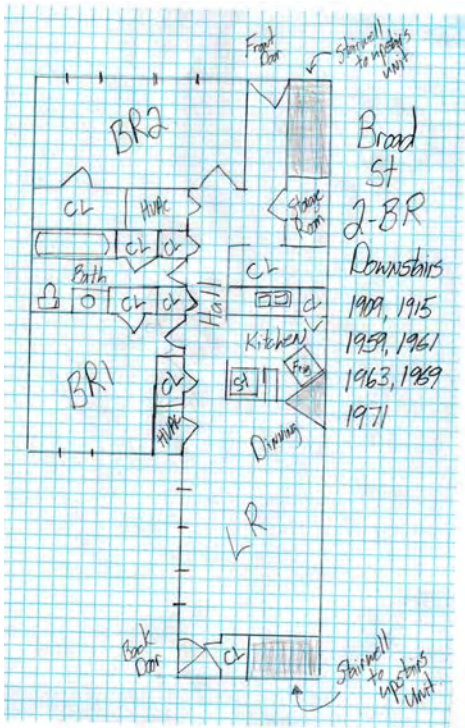 Front
Door
Stairwell
to upstairs
unit
BR2
Broad
St
2-BR
Downstairs
1909, 1915
1959, 1961
1963, 1969
1971
CL
HVAC
Storage
Room
CL
CL
CL
Bath
Hall
CL
CL
CL
Kitchen
BR1
CL
St
Frig
HVAC
Dinning
LR
Back
Door
CL
Stairwell
to
upstairs
Unit.